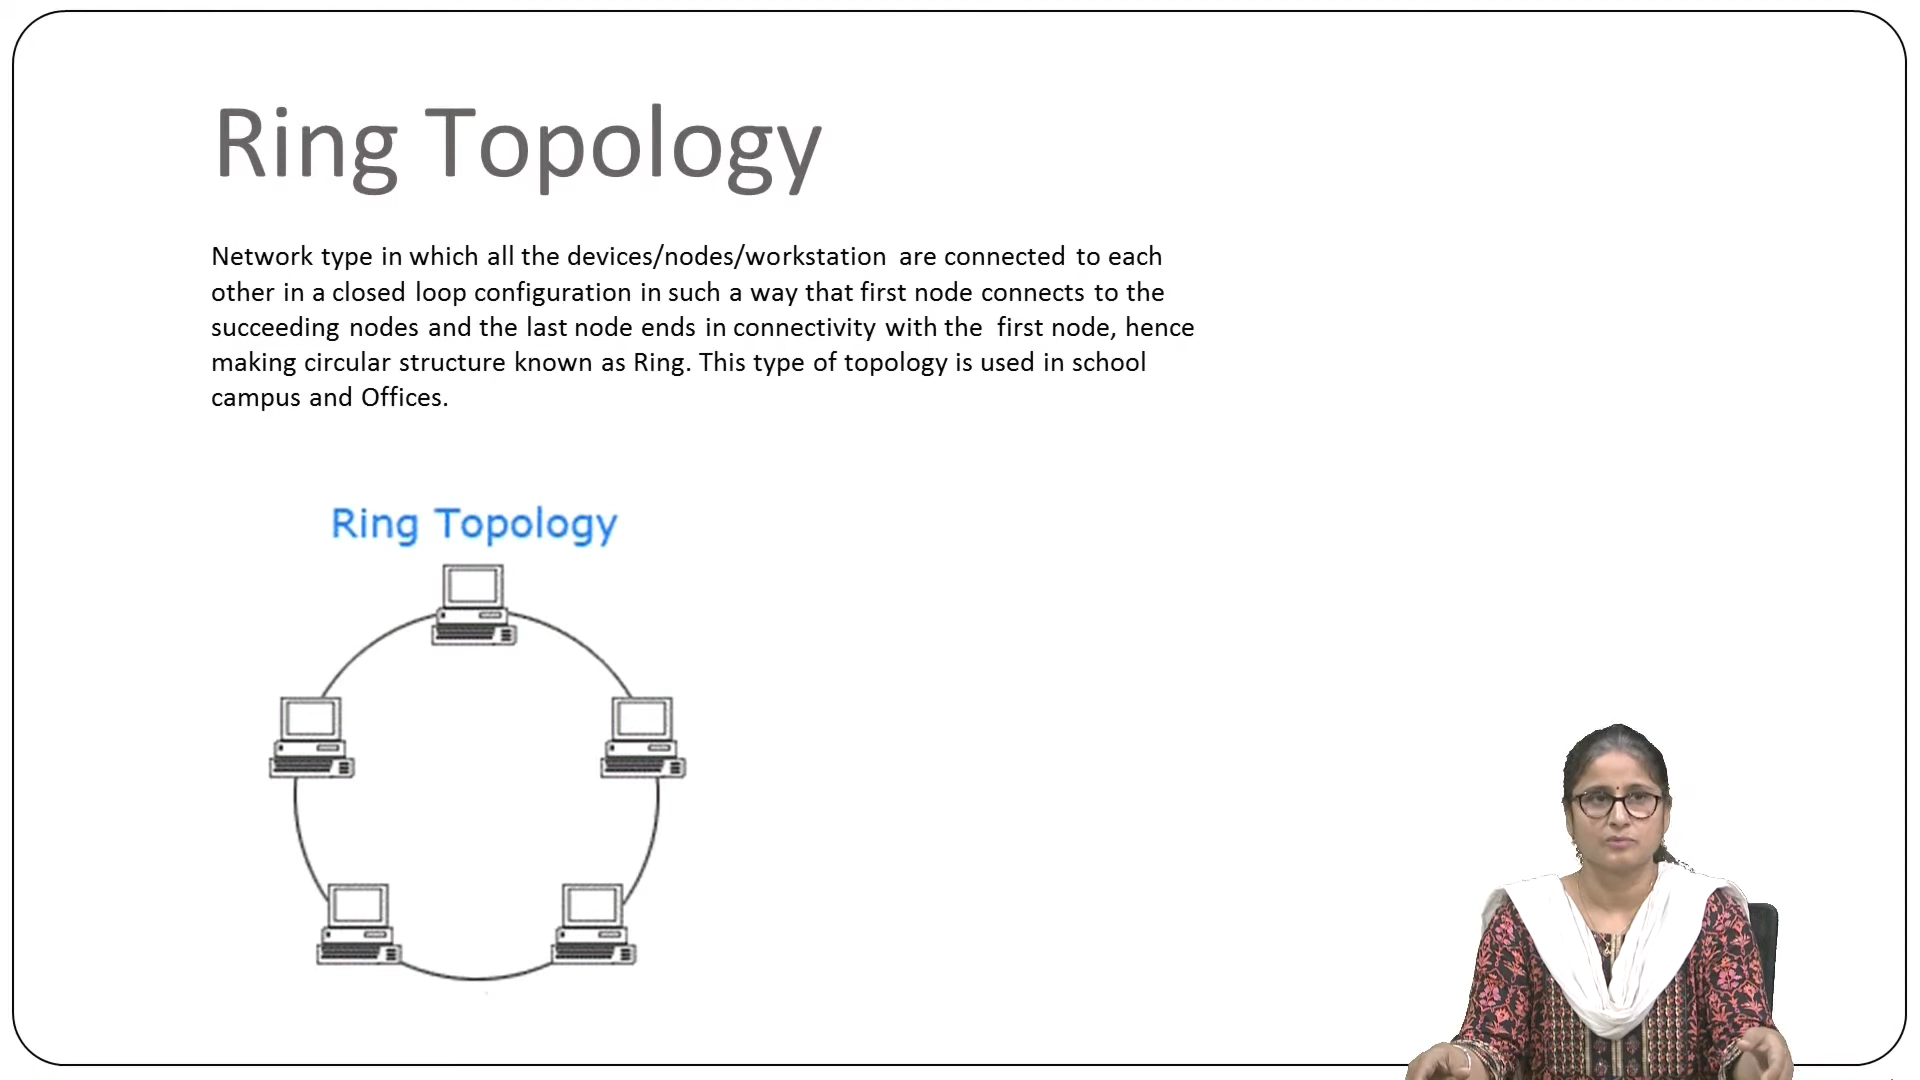 Ring Topology
Network type in which all the devices/nodes/workstation are connected to each
other in a closed loop configuration in such a way that first node connects to the
succeeding nodes and the last node ends in connectivity with the first node, hence
making circular structure known as Ring. This type of topology is used in school
campus and Offices.
Ring Topology